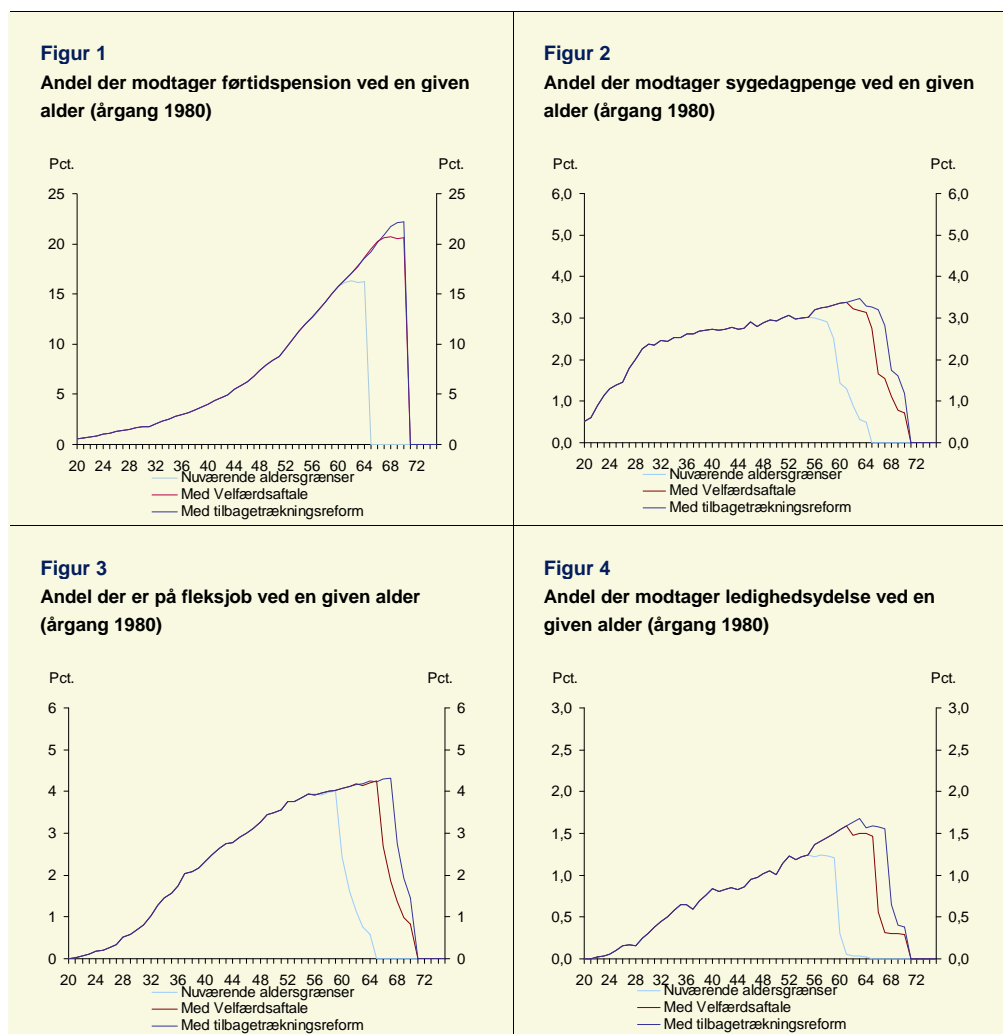 Figur 1
Andel der modtager førtidspension ved en given
alder (årgang 1980)
Pct. Pct.
25 25
20 20
15 15
10 10
5 5
0 0
20 24 28 32 36 40 44 48 52 56 60 64 68 72
Nuværende aldersgrænser
Med Velfærdsaftale
Med tilbagetrækningsreform
Figur 2
Andel der modtager sygedagpenge ved en given
alder (årgang 1980)
Pct. Pct.
6,0 6,0
5,0 5,0
4,0 4,0
3,0 3,0
2,0 2,0
1,0 1,0
0,0 0,0
20 24 28 32 36 40 44 48 52 56 60 64 68 72
Nuværende aldersgrænser
Med Velfærdsaftale
Med tilbagetrækningsreform
Figur 3
Andel der er på fleksjob ved en given alder
(årgang 1980)
Pct. Pct.
6 6
5 5
4 4
3 3
2 2
1 1
0 0
20 24 28 32 36 40 44 48 52 56 60 64 68 72
Nuværende aldersgrænser
Med Velfærdsaftale
Med tilbagetrækningsreform
Figur 4
Andel der modtager ledighedsydelse ved en
given alder (årgang 1980)
Pct. Pct.
3,0 3,0
2,5 2,5
2,0 2,0
1,5 1,5
1,0 1,0
0,5 0,5
0,0 0,0
20 24 28 32 36 40 44 48 52 56 60 64 68 72
Nuværende aldersgrænser
Med Velfærdsaftale
Med tilbagetrækningsreform